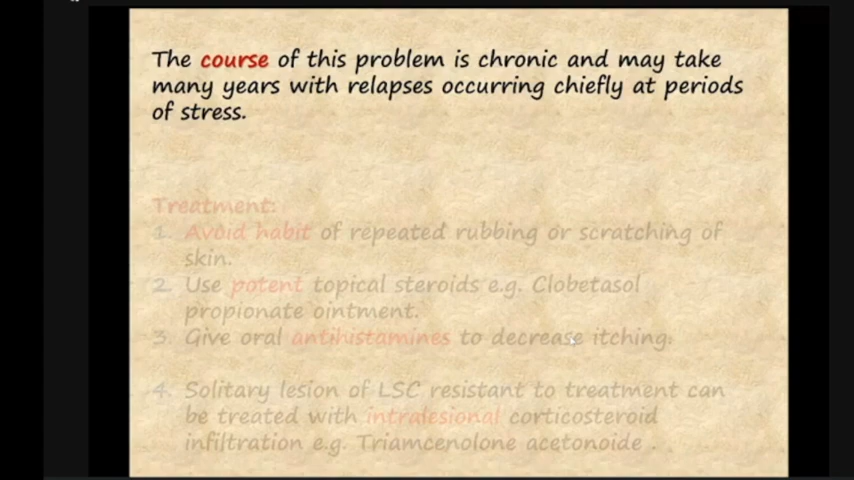 The course of this problem is chronic and may take
many years with relapses occurring chiefly at periods
of stress.
Treatment:
1. Avoid habit of repeated rubbing or scratching of
skin.
2. Use potent topical steroids e.g. Clobetasol
propionate ointment.
3. Give oral antihistamines to decrease itching.
4. Solitary lesion of LSC resistant to treatment can
be treated with intralesional corticosteroid
infiltration e.g. Triamcenolone acetonoide .